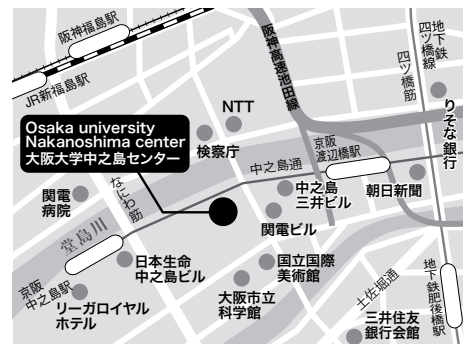 阪神福島駅
JR新福島駅
阪神高速池田線
地下鉄
四ツ橋線
四ツ橋筋
りそな銀行
NTT
検察庁
Osaka university
Nakanoshima center
大阪大学中之島センター
中之島通
京阪
渡辺橋駅
朝日新聞
中之島
三井ビル
関電ビル
関電
病院
なにわ筋
堂島川
日本生命
中之島ビル
京阪
中之島駅
リーガロイヤル
ホテル
国立国際
美術館
大阪市立
科学館
土佐堀通
地下鉄肥後橋駅
三井住友
銀行会館